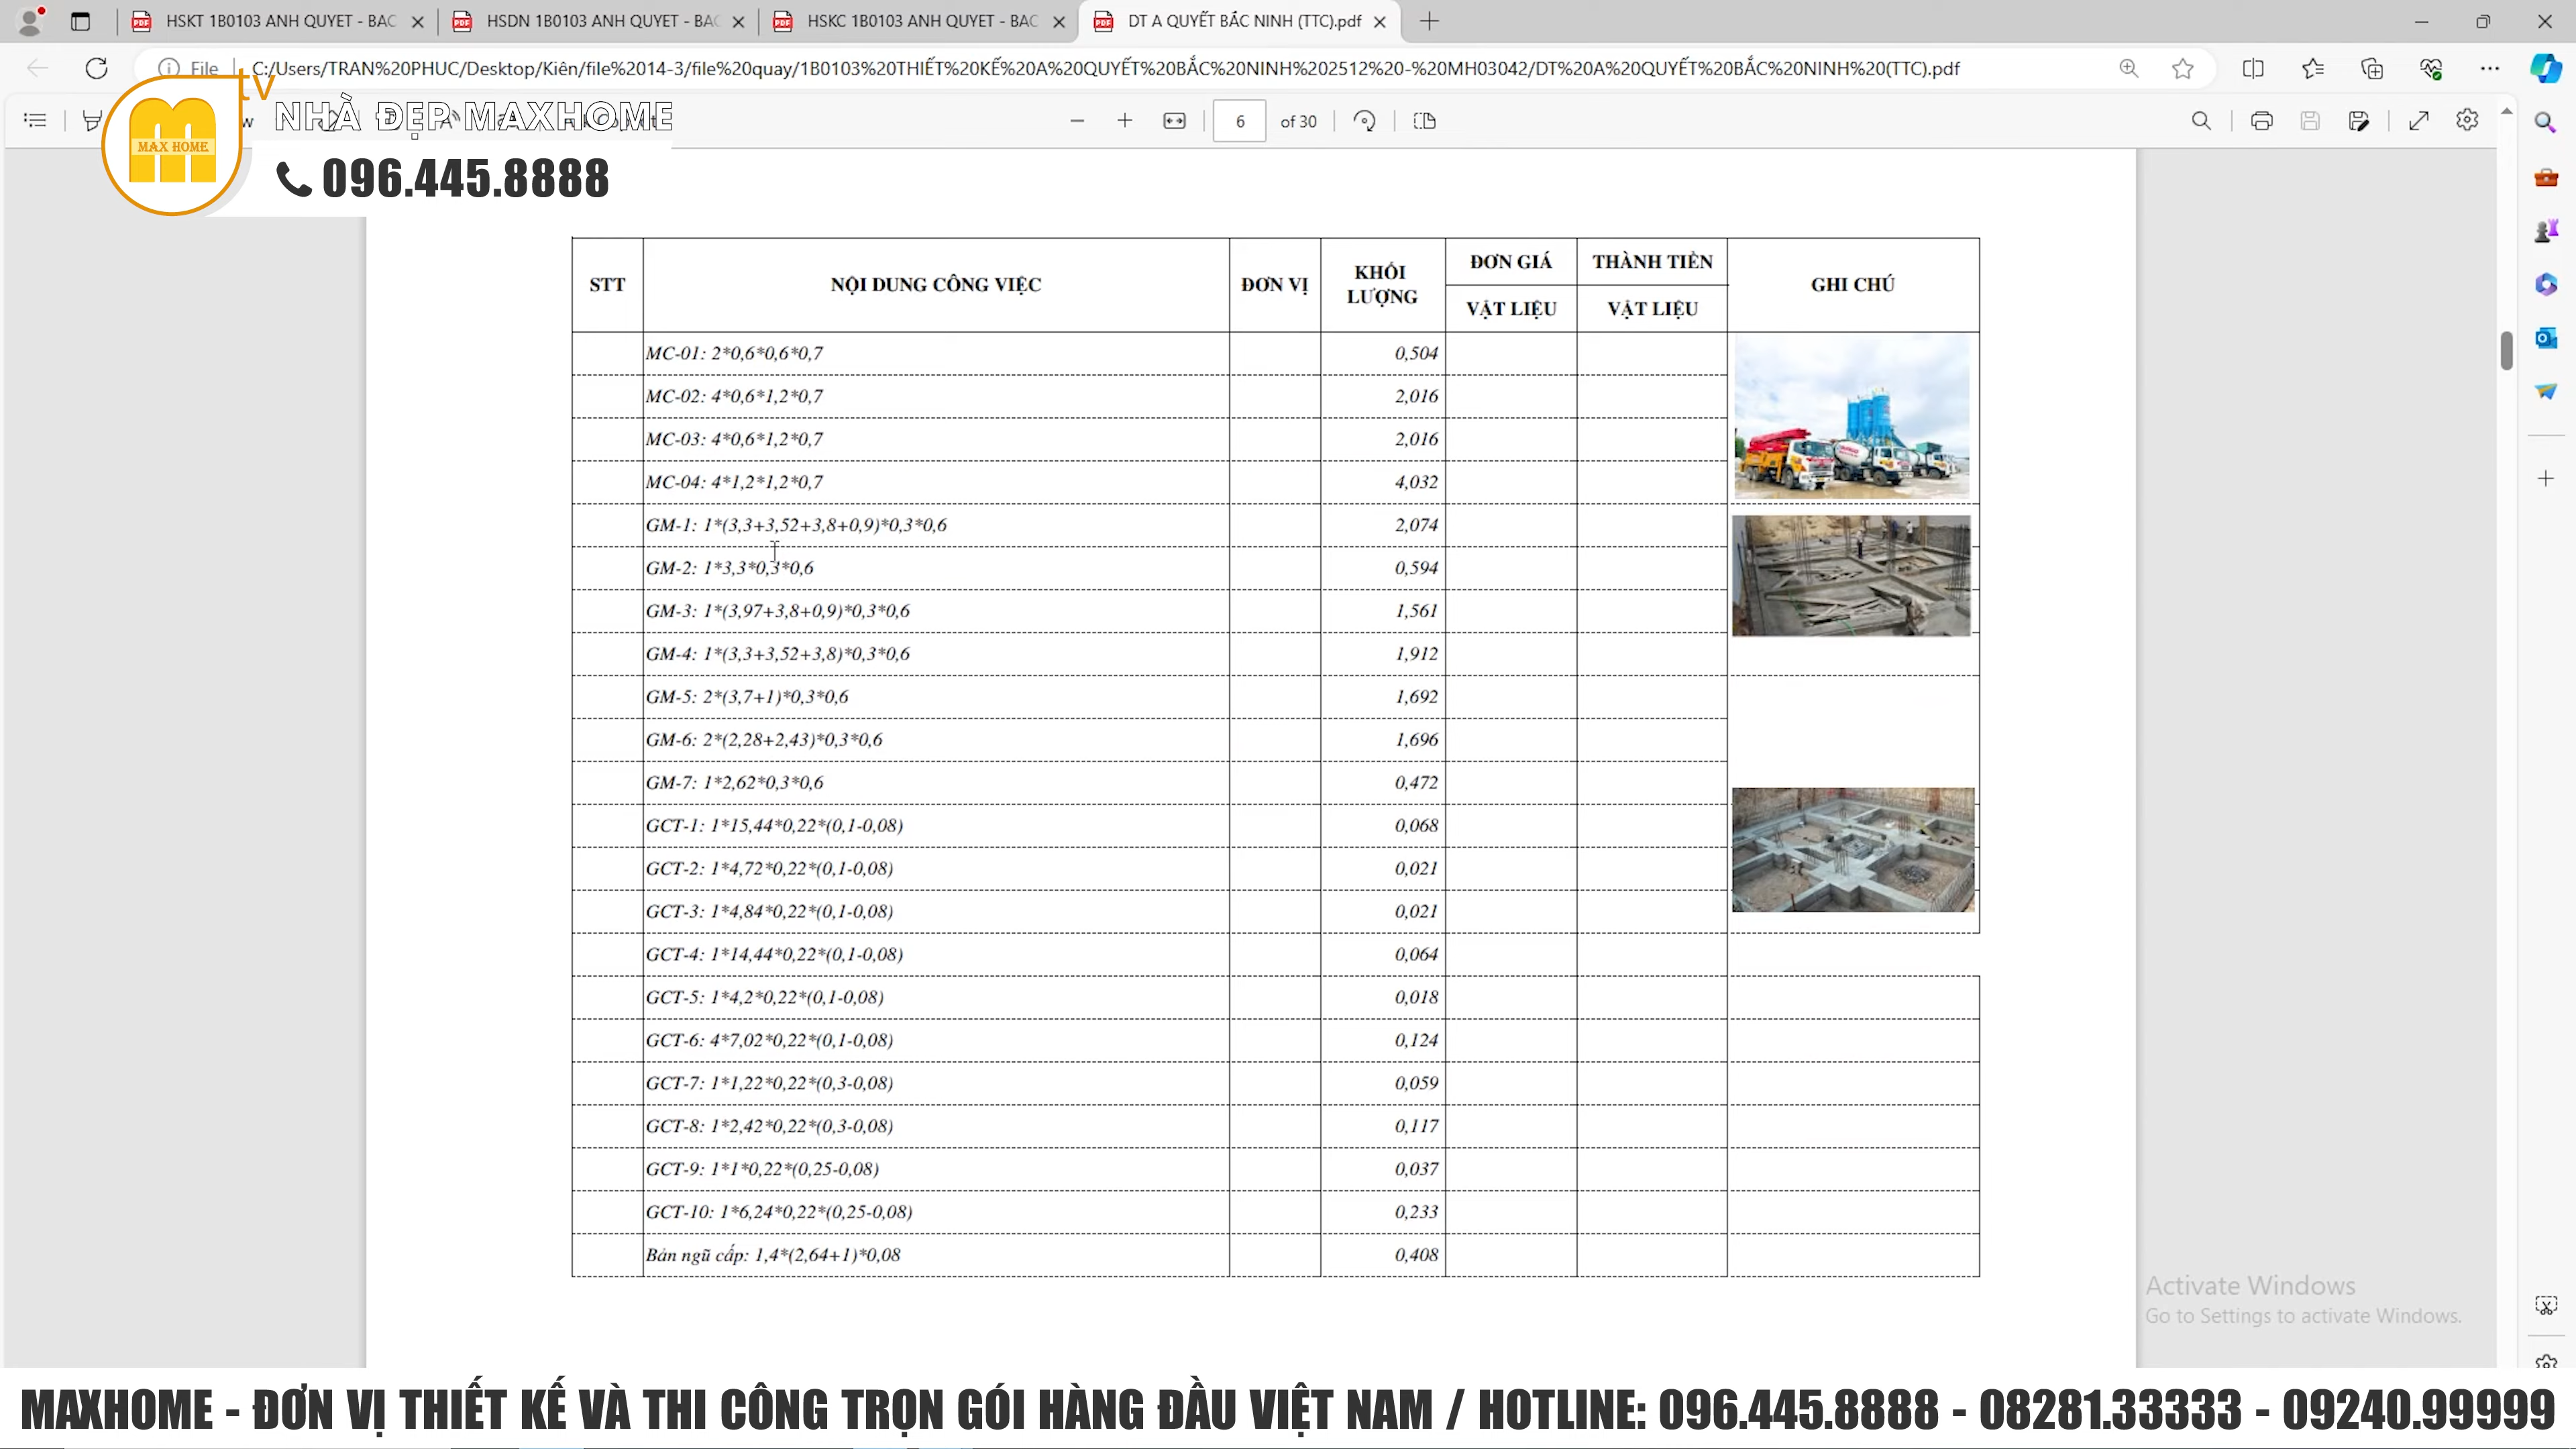 HSKT 1B0103 ANH QUYET - BAC
HSDN 1B0103 ANH QUYET - BAC
HSKC 1B0103 ANH QUYET - BAC
DT A QUYẾT BẮC NINH (TTC).pdf
File
C:/Users/TRAN%20PHUC/Desktop/Kiên/file%2014-3/file%20quay/1B0103%20THIẾT%20KẾ%20A%20QUYẾT%20BẮC%20NINH%202512%20-%20MH03042/DT%20A%20QUYẾT%20BẮC%20NINH%20(TTC).pdf
tv
MAX HOME
NHÀ ĐẸP MAXHOME
096.445.8888
6 of 30
STT NỘI DUNG CÔNG VIỆC ĐƠN VỊ KHỐI LƯỢNG ĐƠN GIÁ THÀNH TIỀN GHI CHÚ
VẬT LIỆU VẬT LIỆU
MC-01: 2*0,6*0,6*0,7 0,504
MC-02: 4*0,6*1,2*0,7 2,016
MC-03: 4*0,6*1,2*0,7 2,016
MC-04: 4*1,2*1,2*0,7 4,032
GM-1: 1*(3,3+3,52+3,8+0,9)*0,3*0,6 2,074
GM-2: 1*3,3*0,3*0,6 0,594
GM-3: 1*(3,97+3,8+0,9)*0,3*0,6 1,561
GM-4: 1*(3,3+3,52+3,8)*0,3*0,6 1,912
GM-5: 2*(3,7+1)*0,3*0,6 1,692
GM-6: 2*(2,28+2,43)*0,3*0,6 1,696
GM-7: 1*2,62*0,3*0,6 0,472
GCT-1: 1*15,44*0,22*(0,1-0,08) 0,068
GCT-2: 1*4,72*0,22*(0,1-0,08) 0,021
GCT-3: 1*4,84*0,22*(0,1-0,08) 0,021
GCT-4: 1*14,44*0,22*(0,1-0,08) 0,064
GCT-5: 1*4,2*0,22*(0,1-0,08) 0,018
GCT-6: 4*7,02*0,22*(0,1-0,08) 0,124
GCT-7: 1*1,22*0,22*(0,3-0,08) 0,059
GCT-8: 1*2,42*0,22*(0,3-0,08) 0,117
GCT-9: 1*1*0,22*(0,25-0,08) 0,037
GCT-10: 1*6,24*0,22*(0,25-0,08) 0,233
Bản ngũ cấp: 1,4*(2,64+1)*0,08 0,408
Activate Windows
Go to Settings to activate Windows.
MAXHOME - ĐƠN VỊ THIẾT KẾ VÀ THI CÔNG TRỌN GÓI HÀNG ĐẦU VIỆT NAM / HOTLINE: 096.445.8888 - 08281.33333 - 09240.99999